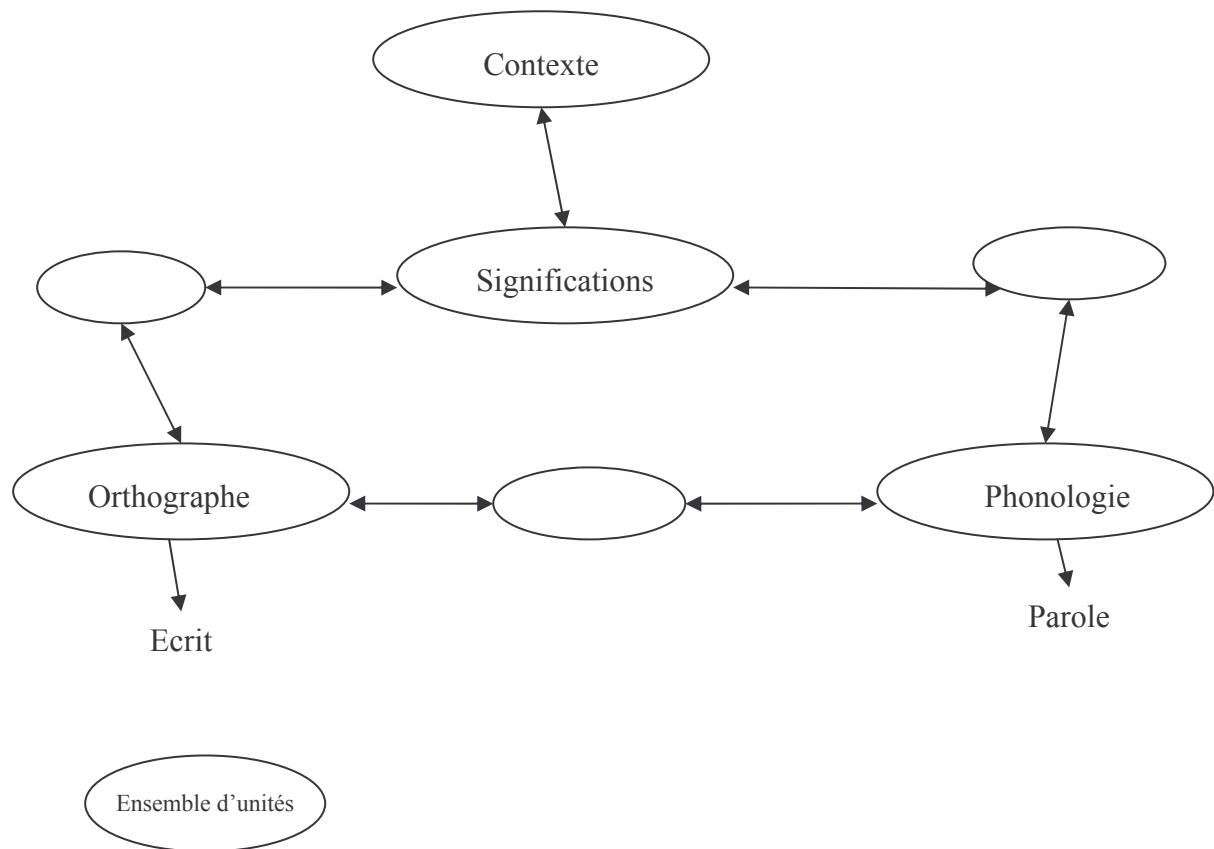 Contexte
Significations
Orthographe
Phonologie
Ecrit
Parole
Ensemble d’unités